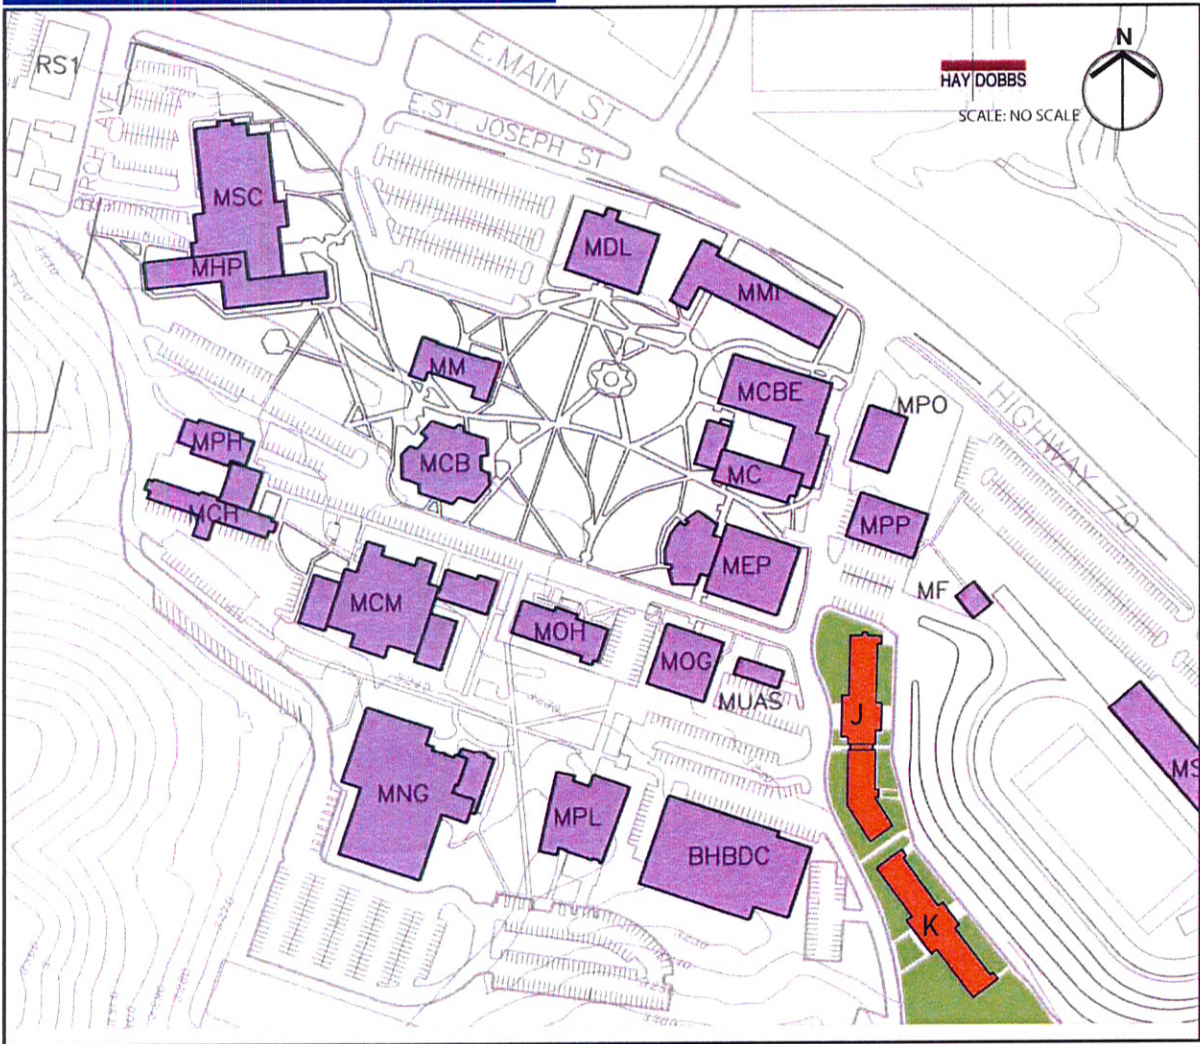 N
HAY DOBBS
SCALE: NO SCALE
RS1
E. MAIN ST
E. ST JOSEPH ST
BIRCH AVE
MSC
MHP
MDL
MMI
MM
MCBE
MPO
HIGHWAY 79
MPH
MCB
MC
MCH
MPP
MEP
MF
MCM
MOH
MOG
MUAS
J
MS
MNG
MPL
BHBDC
K